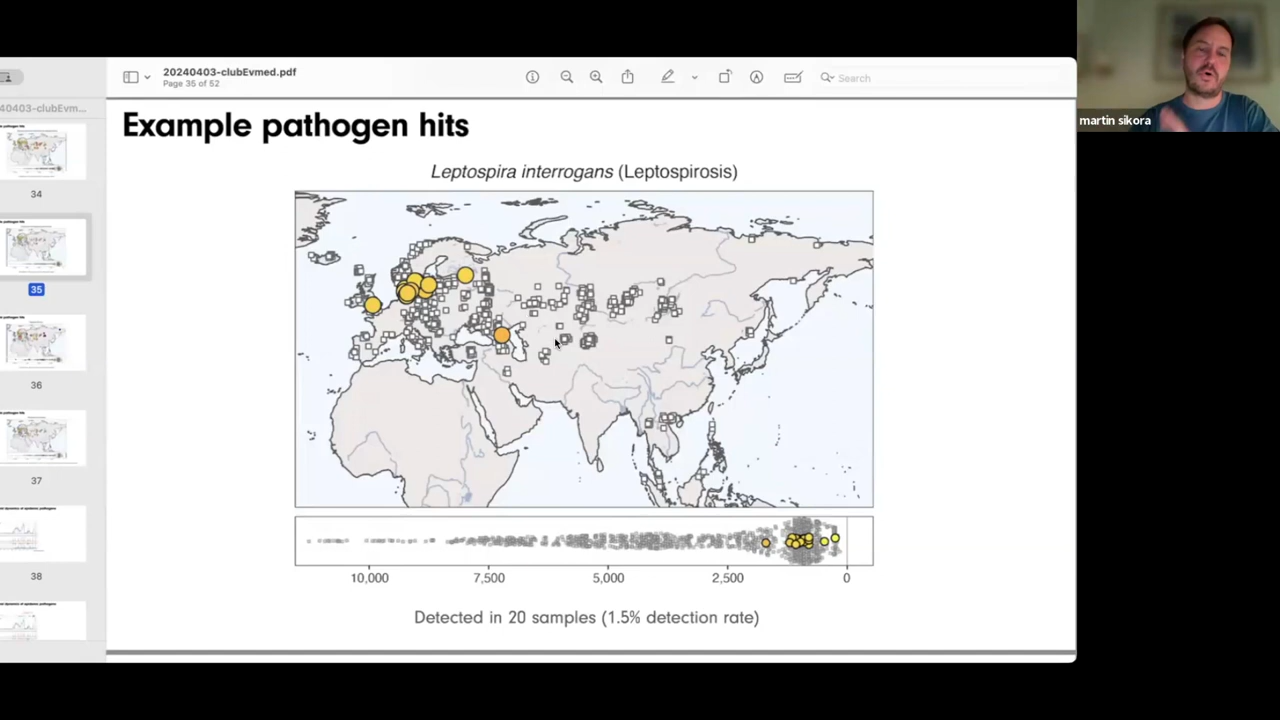 20240403-clubEvmed.pdf
Page 35 of 52
Search
martin sikora
40403-clubEvm...
34
35
36
37
38
Example pathogen hits
Leptospira interrogans (Leptospirosis)
10,000 7,500 5,000 2,500 0
Detected in 20 samples (1.5% detection rate)